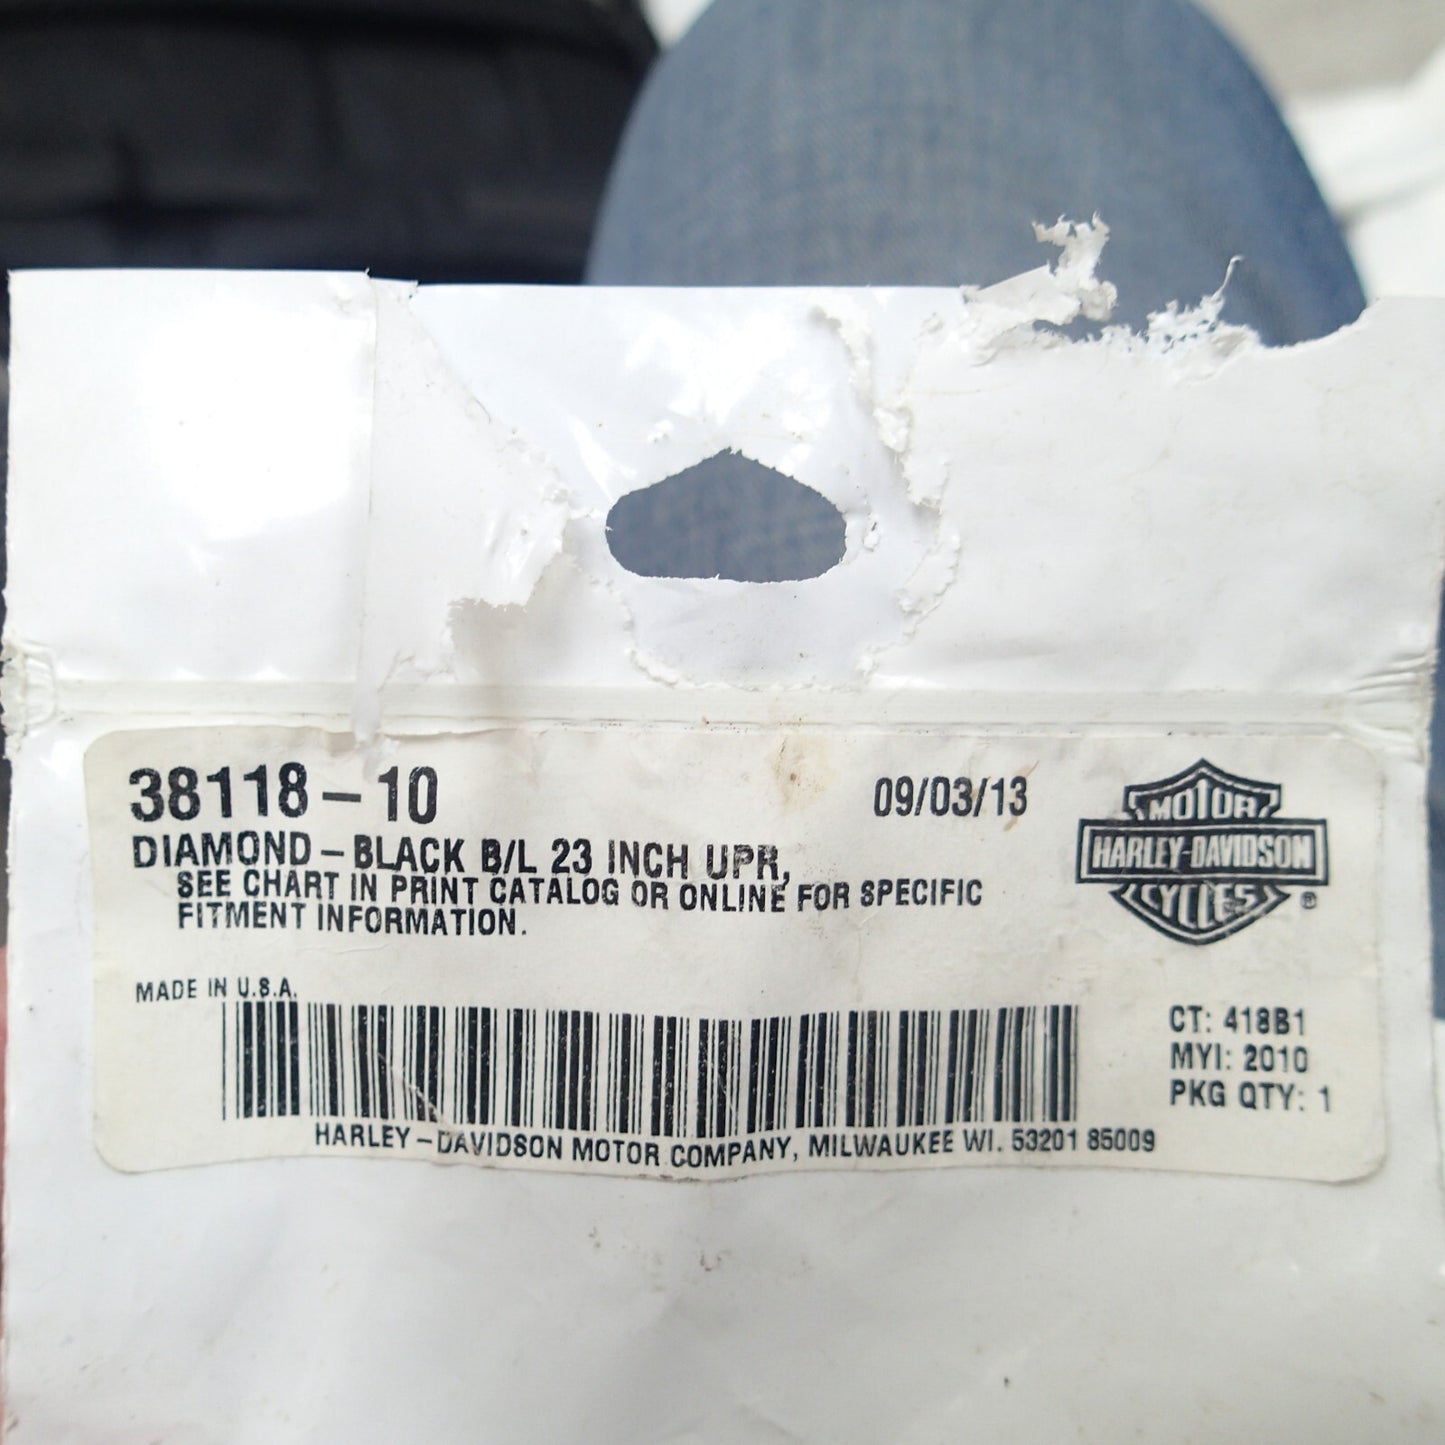 38118-10
09/03/13
DIAMOND-BLACK B/L 23 INCH UPR,
SEE CHART IN PRINT CATALOG OR ONLINE FOR SPECIFIC
FITMENT INFORMATION.
MOTOR
HARLEY-DAVIDSON
CYCLES
®
MADE IN U.S.A.
CT: 418B1
MYI: 2010
PKG QTY: 1
HARLEY-DAVIDSON MOTOR COMPANY, MILWAUKEE WI. 53201 85009